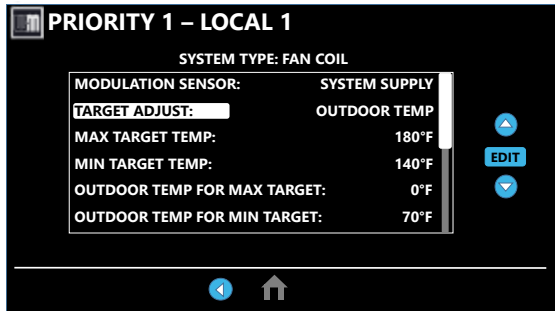 PRIORITY 1 – LOCAL 1
SYSTEM TYPE: FAN COIL
MODULATION SENSOR: SYSTEM SUPPLY
TARGET ADJUST: OUTDOOR TEMP
MAX TARGET TEMP: 180°F
MIN TARGET TEMP: 140°F
OUTDOOR TEMP FOR MAX TARGET: 0°F
OUTDOOR TEMP FOR MIN TARGET: 70°F
EDIT